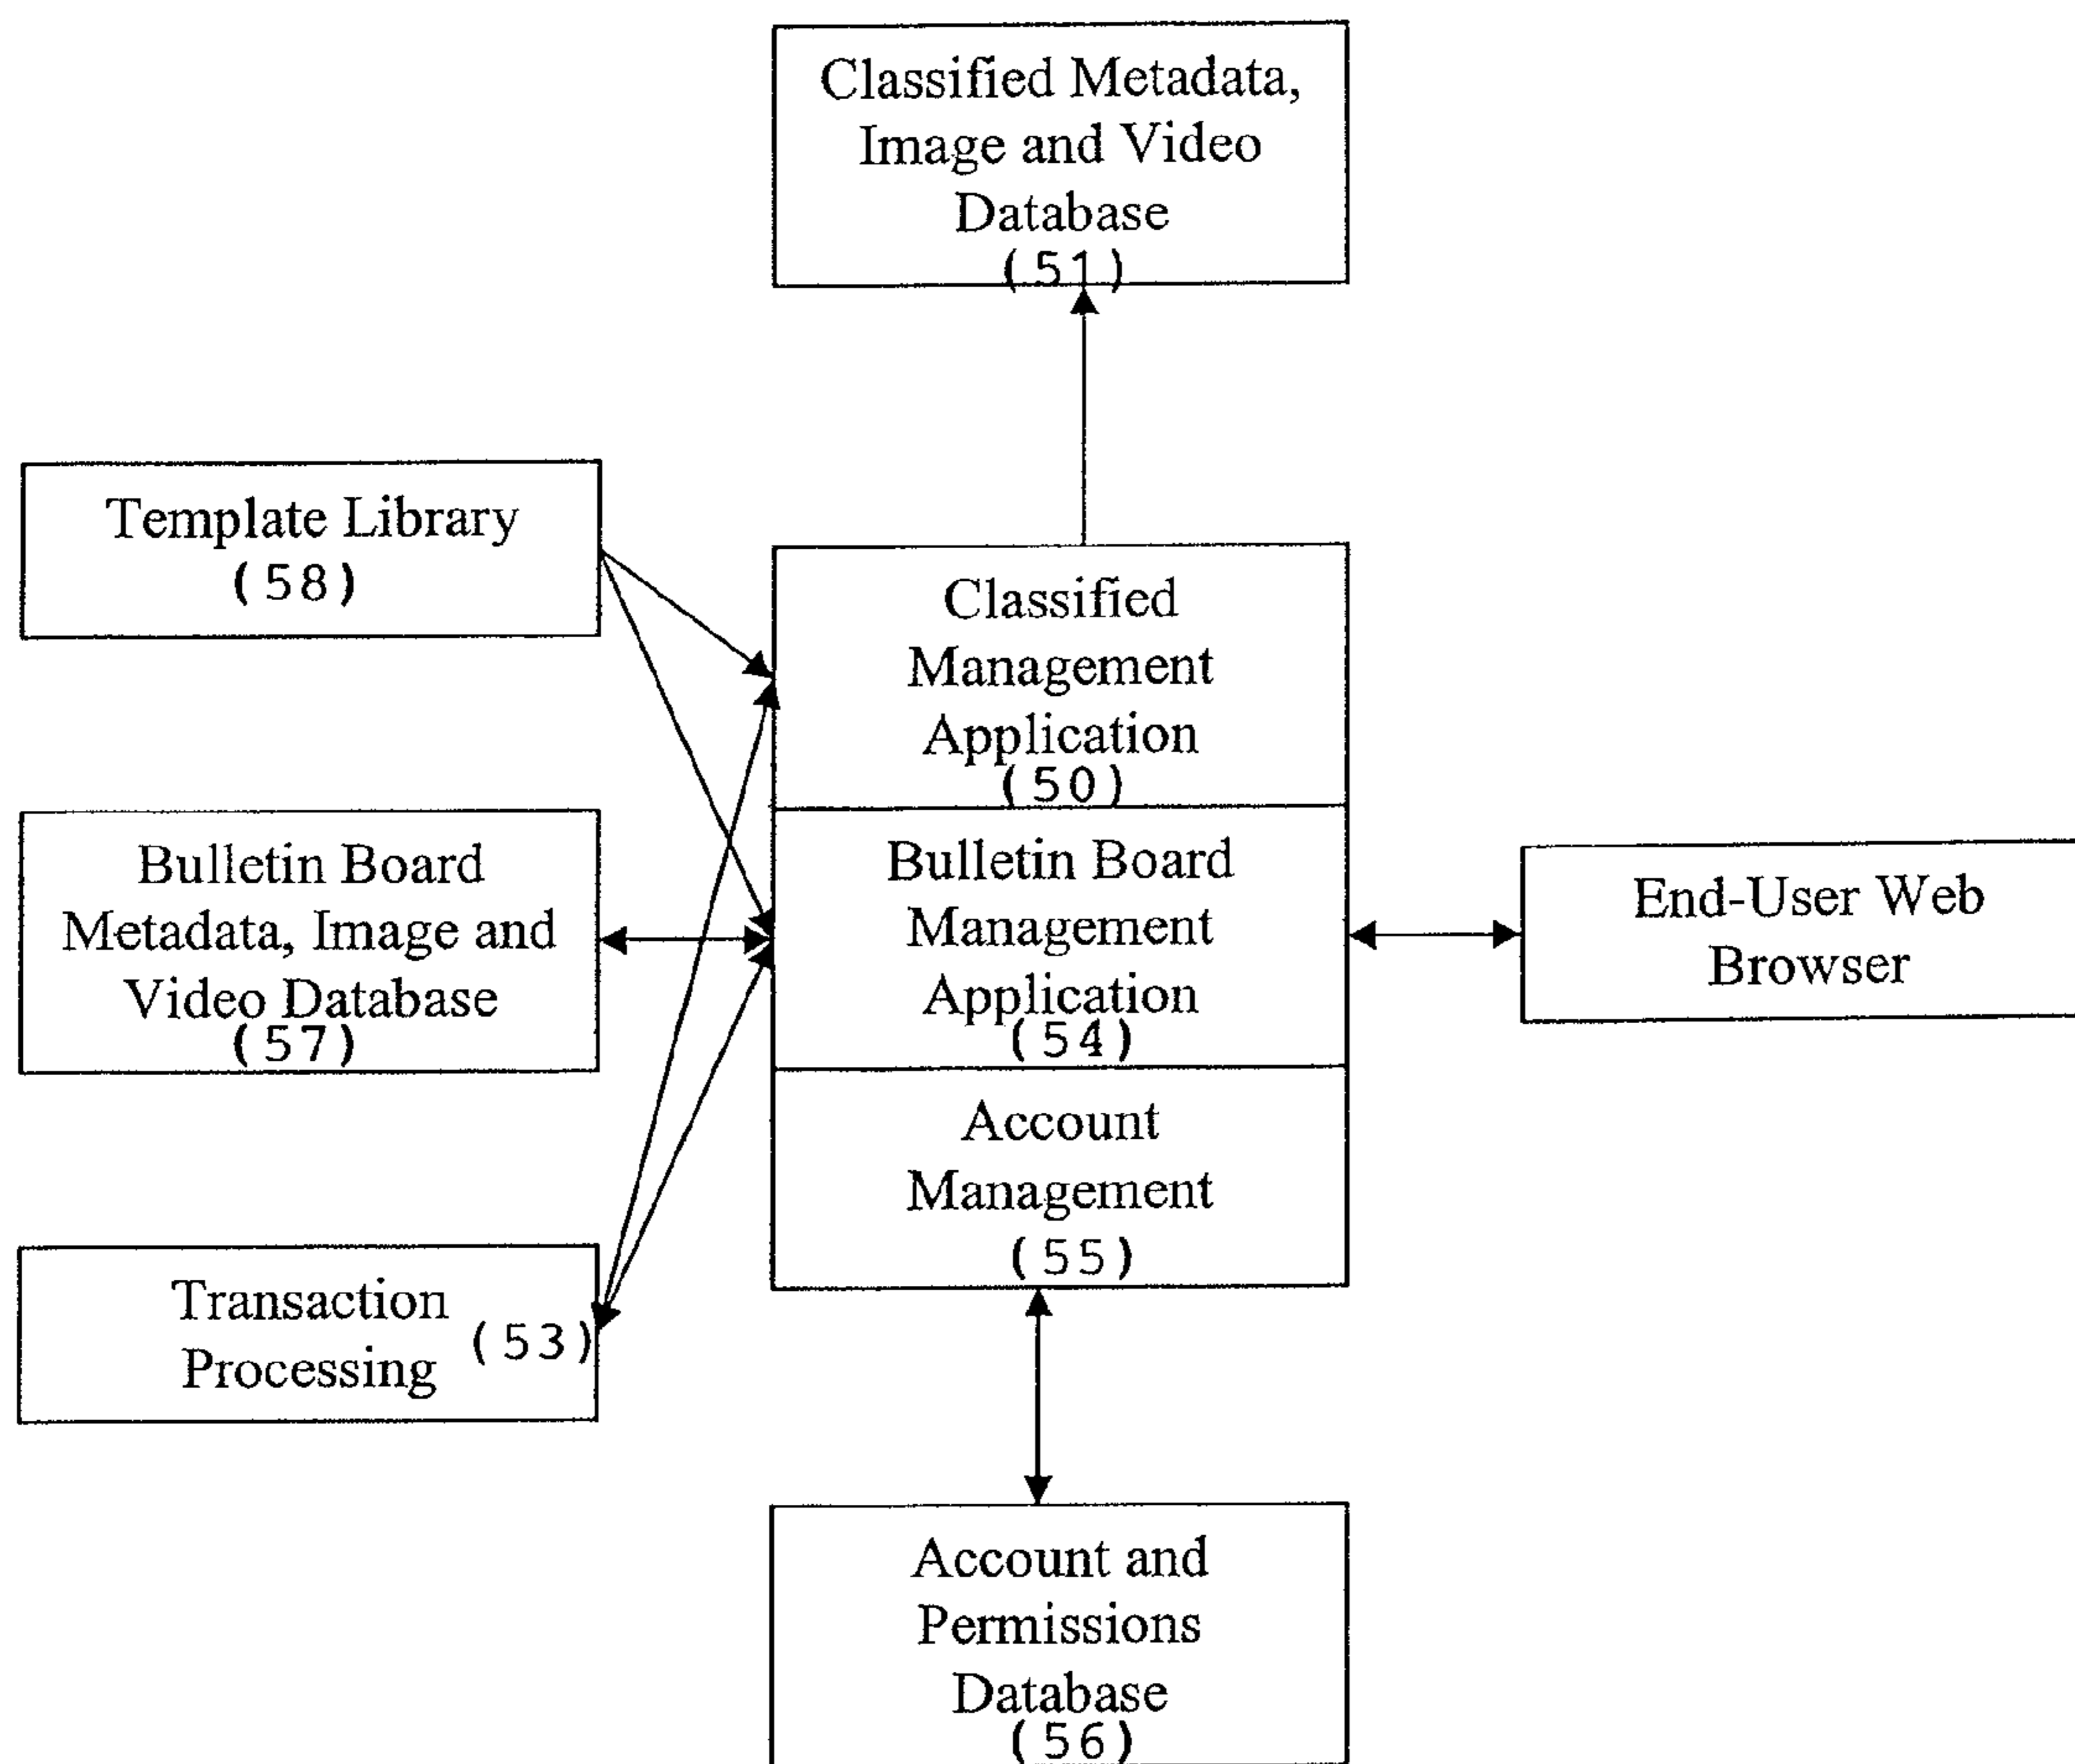 Classified Metadata,
Image and Video
Database
(51)
Template Library
(58)
Classified
Management
Application
(50)
Bulletin Board
Metadata, Image and
Video Database
(57)
Bulletin Board
Management
Application
(54)
End-User Web
Browser
Account
Management
(55)
Transaction
Processing
(53)
Account and
Permissions
Database
(56)